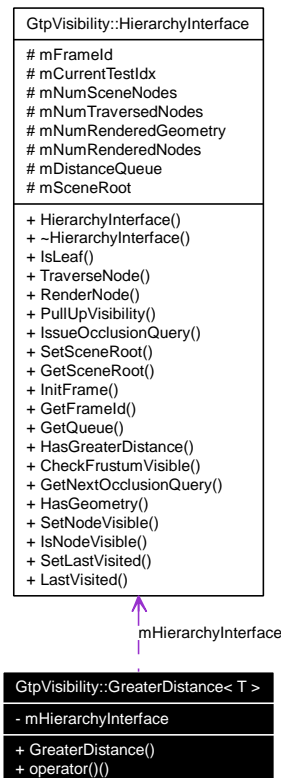 GtpVisibility::HierarchyInterface
# mFrameId
# mCurrentTestIdx
# mNumSceneNodes
# mNumTraversedNodes
# mNumRenderedGeometry
# mNumRenderedNodes
# mDistanceQueue
# mSceneRoot
+ HierarchyInterface()
+ ~HierarchyInterface()
+ IsLeaf()
+ TraverseNode()
+ RenderNode()
+ PullUpVisibility()
+ IssueOcclusionQuery()
+ SetSceneRoot()
+ GetSceneRoot()
+ InitFrame()
+ GetFrameId()
+ GetQueue()
+ HasGreaterDistance()
+ CheckFrustumVisible()
+ GetNextOcclusionQuery()
+ HasGeometry()
+ SetNodeVisible()
+ IsNodeVisible()
+ SetLastVisited()
+ LastVisited()
mHierarchyInterface
GtpVisibility::GreaterDistance< T >
- mHierarchyInterface
+ GreaterDistance()
+ operator()()